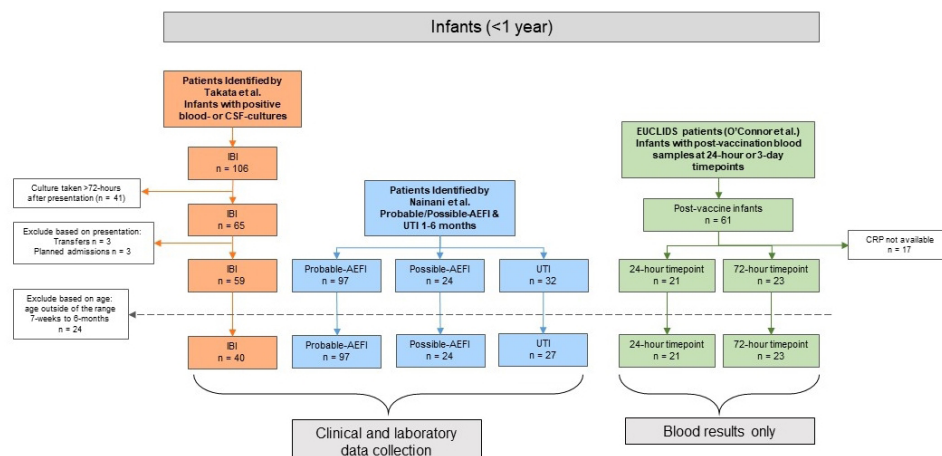 Infants (<1 year)
Patients Identified by
Takata et al.
Infants with positive
blood- or CSF-cultures
IBI
n = 106
Culture taken >72-hours
after presentation (n = 41)
IBI
n = 65
Exclude based on presentation:
Transfers n = 3
Planned admissions n = 3
IBI
n = 59
Exclude based on age:
age outside of the range
7-weeks to 6-months
n = 24
IBI
n = 40
Patients Identified by
Nainani et al.
Probable/Possible-AEFI &
UTI 1-6 months
Probable-AEFI
n = 97
Possible-AEFI
n = 24
UTI
n = 32
Probable-AEFI
n = 97
Possible-AEFI
n = 24
UTI
n = 27
Clinical and laboratory
data collection
EUCLIDS patients (O'Connor et al.)
Infants with post-vaccination blood
samples at 24-hour or 3-day
timepoints
Post-vaccine infants
n = 61
CRP not available
n = 17
24-hour timepoint
n = 21
72-hour timepoint
n = 23
24-hour timepoint
n = 21
72-hour timepoint
n = 23
Blood results only